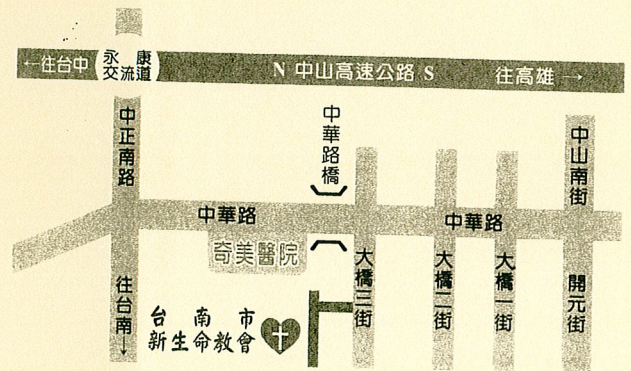 ←往台中
永康
交流道
N 中山高速公路 S
往高雄→
中正南路
中華路橋
中山南街
中華路
中華路
奇美醫院
大橋三街
大橋二街
大橋一街
開元街
往台南↓
台南市
新生命教會